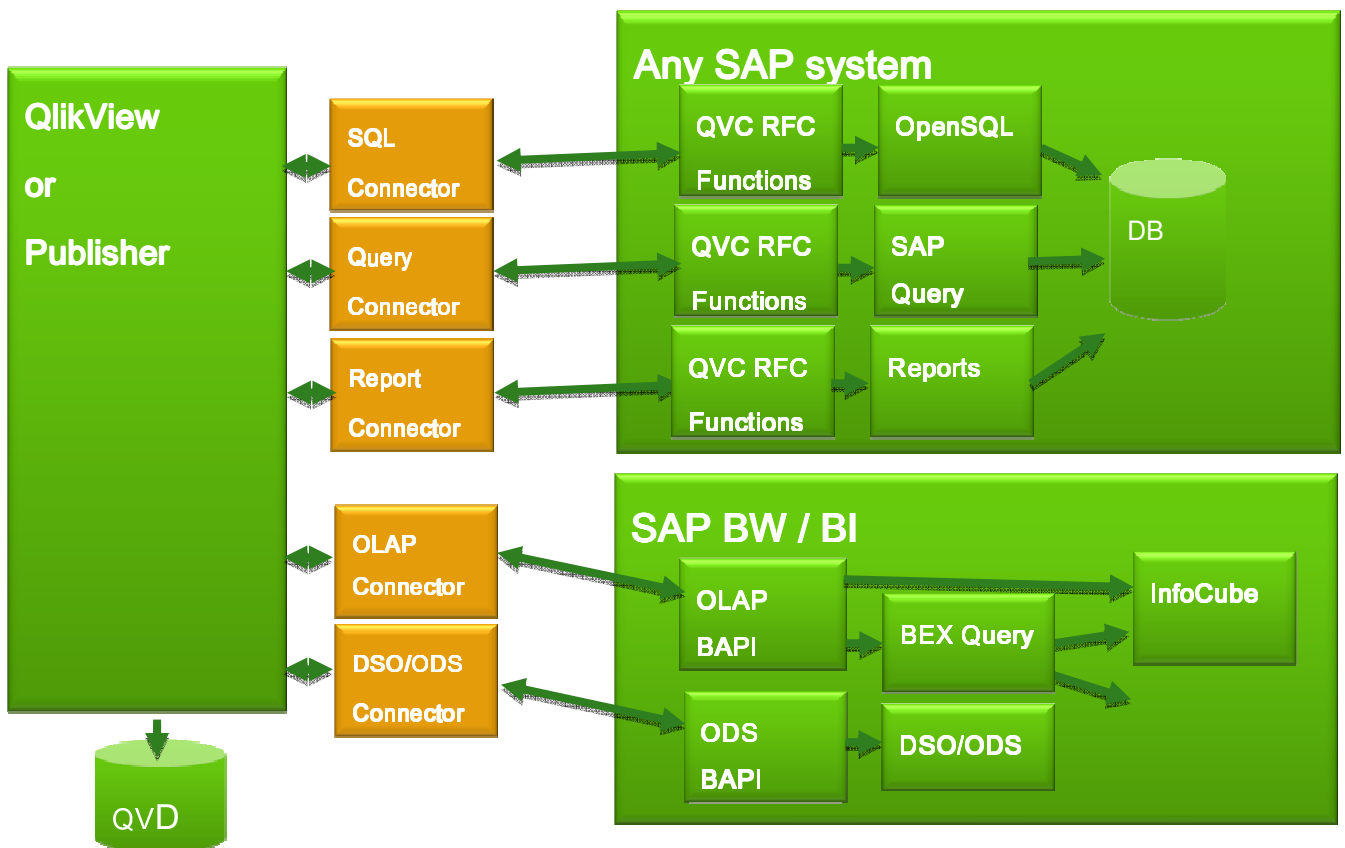 QlikView
or
Publisher
QVD
SQL
Connector
Query
Connector
Report
Connector
OLAP
Connector
DSO/ODS
Connector
Any SAP system
QVC RFC
Functions
OpenSQL
QVC RFC
Functions
SAP
Query
QVC RFC
Functions
Reports
DB
SAP BW / BI
OLAP
BAPI
BEX Query
InfoCube
ODS
BAPI
DSO/ODS